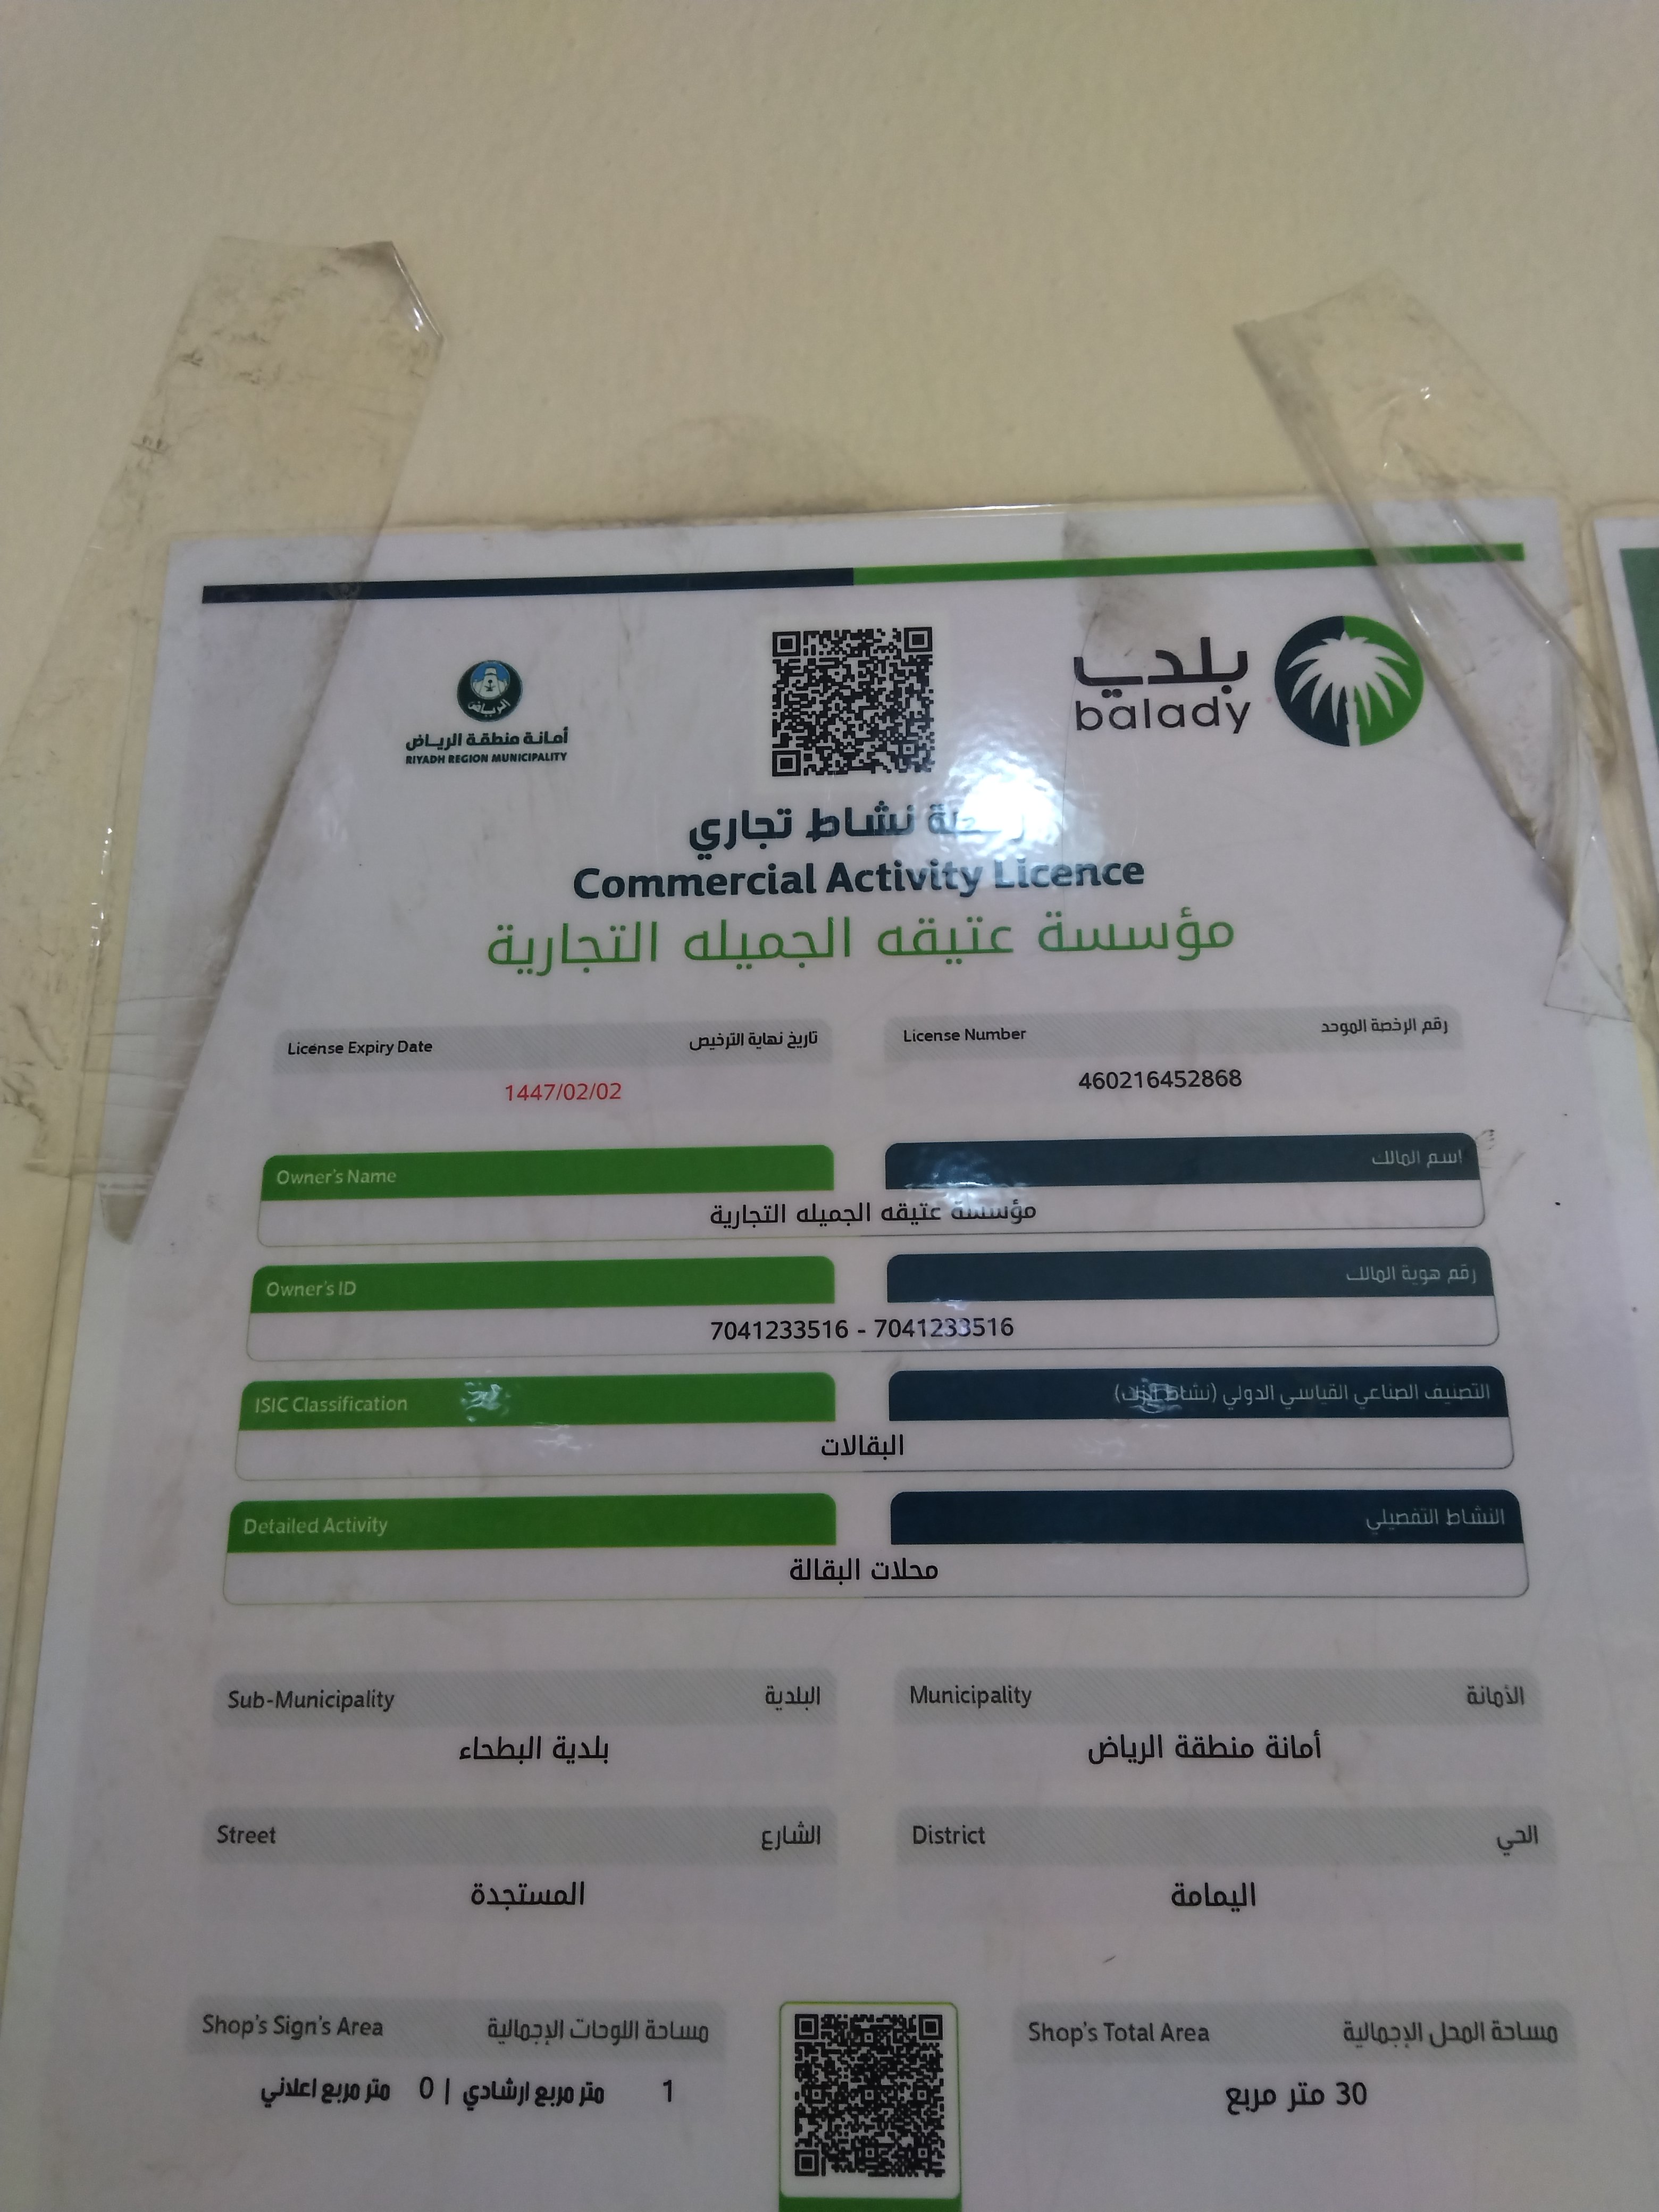 الرياض
أمانة منطقة الرياض
RIYADH REGION MUNICIPALITY
بلدي
balady
نشاط تجاري
Commercial Activity Licence
مؤسسة عتيقه الجميله التجارية
License Expiry Date تاريخ نهاية الترخيص
1447/02/02
License Number رقم الرخصة الموحد
460216452868
Owner's Name إسم المالك
مؤسسة عتيقه الجميله التجارية
Owner's ID رقم هوية المالك
7041233516 - 7041233516
ISIC Classification التصنيف الصناعي القياسي الدولي (نشاط
البقالات
Detailed Activity النشاط التفصيلي
محلات البقالة
Sub-Municipality البلدية
بلدية البطحاء
Municipality الأمانة
أمانة منطقة الرياض
Street الشارع
المستجدة
District الحي
اليمامة
Shop's Sign's Area مساحة اللوحات الإجمالية
1 متر مربع ارشادي | 0 متر مربع اعلاني
Shop's Total Area مساحة المحل الإجمالية
30 متر مربع